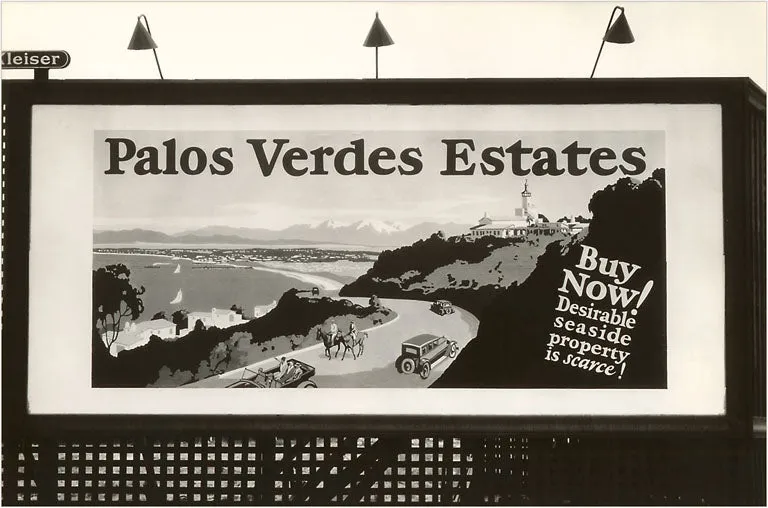 Kleiser
Palos Verdes Estates
Buy
Now!
Desirable
seaside
property
is scarce!